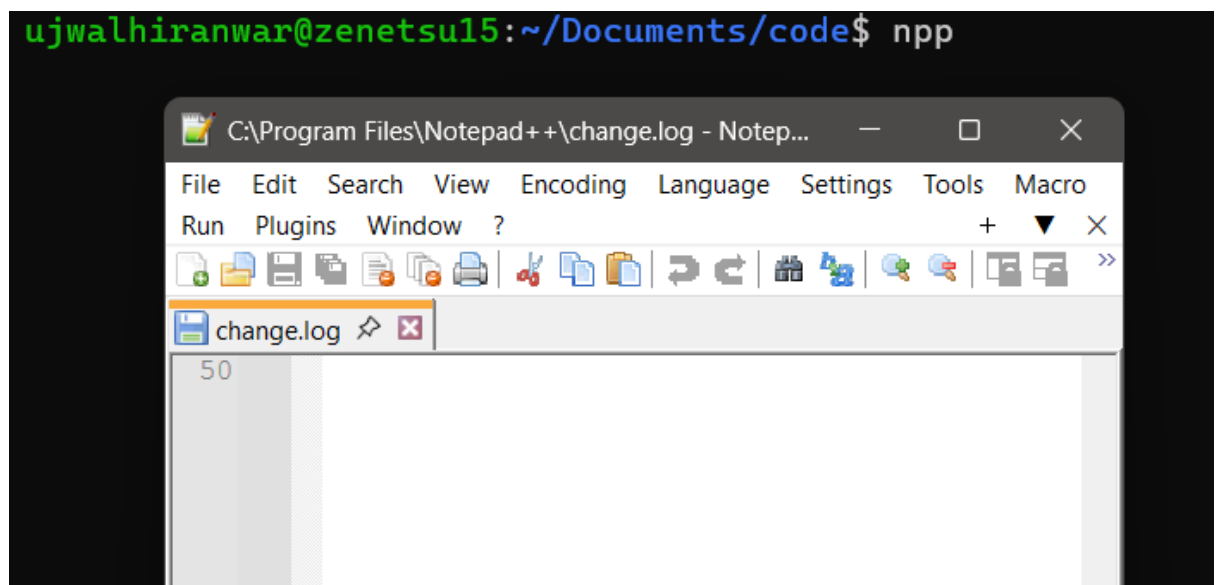 ujwalhiranwar@zenetsu15:~/Documents/code$ npp
C:\Program Files\Notepad++\change.log - Notep...
File Edit Search View Encoding Language Settings Tools Macro
Run Plugins Window ? + ▼ ×
change.log
50